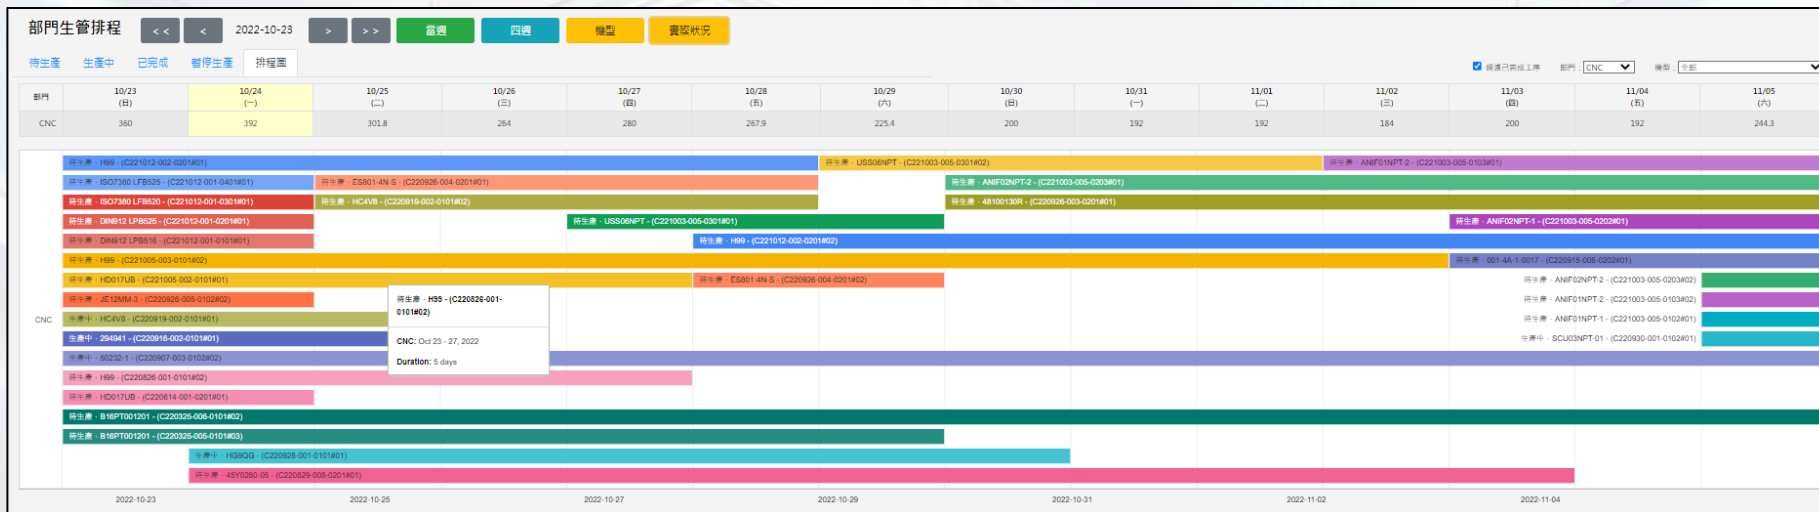 部門生管排程 << < 2022-10-23 > >> 當週 四週 機型 實際狀況
待生產 生產中 已完成 暫停生產 排程圖
過濾已完成工序 部門: CNC 機型: 全部
部門 10/23 10/24 10/25 10/26 10/27 10/28 10/29 10/30 10/31 11/01 11/02 11/03 11/04 11/05
(日) (一) (二) (三) (四) (五) (六) (日) (一) (二) (三) (四) (五) (六)
CNC 360 392 301.8 264 280 267.9 225.4 200 192 192 184 200 192 244.3
待生產 - H99 - (C221012-002-0201#01) 待生產 - USS06NPT - (C221003-005-0301#02) 待生產 - ANIF01NPT-2 - (C221003-005-0103#01)
待生產 - ISO7380 LFB525 - (C221012-001-0401#01) 待生產 - ES801-4N-S - (C220926-004-0201#01) 待生產 - ANIF02NPT-2 - (C221003-005-0203#01)
待生產 - ISO7380 LFB520 - (C221012-001-0301#01) 待生產 - HC4V8 - (C220919-002-0101#02) 待生產 - 48100130R - (C220926-003-0201#01)
待生產 - DIN912 LPB525 - (C221012-001-0201#01) 待生產 - USS06NPT - (C221003-005-0301#01) 待生產 - ANIF02NPT-1 - (C221003-005-0202#01)
待生產 - DIN912 LPB516 - (C221012-001-0101#01) 待生產 - H99 - (C221012-002-0201#02)
待生產 - H99 - (C221005-003-0101#02) 待生產 - 001-4A-1-0017 - (C220915-006-0202#01)
待生產 - HD017UB - (C221005-002-0101#01) 待生產 - ES801-4N-S - (C220926-004-0201#02) 待生產 - ANIF02NPT-2 - (C221003-005-0203#02)
待生產 - JE12MM-3 - (C220926-005-0102#02) 待生產 - ANIF01NPT-2 - (C221003-005-0103#02)
CNC 生產中 - HC4V8 - (C220919-002-0101#01) 待生產 - ANIF01NPT-1 - (C221003-005-0102#01)
生產中 - 294941 - (C220916-002-0101#01) 生產中 - SCU03NPT-01 - (C220930-001-0102#01)
生產中 - 50232-1 - (C220907-003-0102#02)
待生產 - H99 - (C220826-001-0101#02)
待生產 - HD017UB - (C220614-001-0201#01)
待生產 - B16PT001201 - (C220325-006-0101#02)
待生產 - B16PT001201 - (C220325-005-0101#03)
生產中 - HG9QG - (C220928-001-0101#01)
待生產 - 45Y0280-05 - (C220829-008-0201#01)
待生產 - H99 - (C220826-001-
0101#02)
CNC: Oct 23 - 27, 2022
Duration: 5 days
2022-10-23 2022-10-25 2022-10-27 2022-10-29 2022-10-31 2022-11-02 2022-11-04